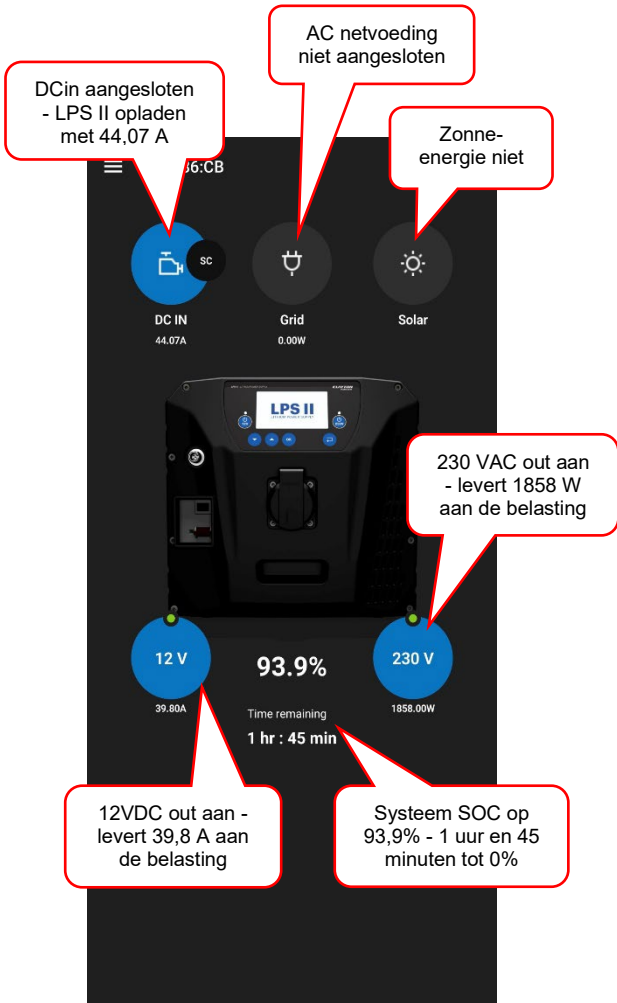 AC netvoeding
niet aangesloten
DCin aangesloten
- LPS II opladen
met 44,07 A
Zonne-
energie niet
36:CB
SC
DC IN
44.07A
Grid
0.00W
Solar
LPS II
230 VAC out aan
- levert 1858 W
aan de belasting
12 V
39.80A
93.9%
230 V
1858.00W
Time remaining
1 hr : 45 min
12VDC out aan -
levert 39,8 A aan
de belasting
Systeem SOC op
93,9% - 1 uur en 45
minuten tot 0%